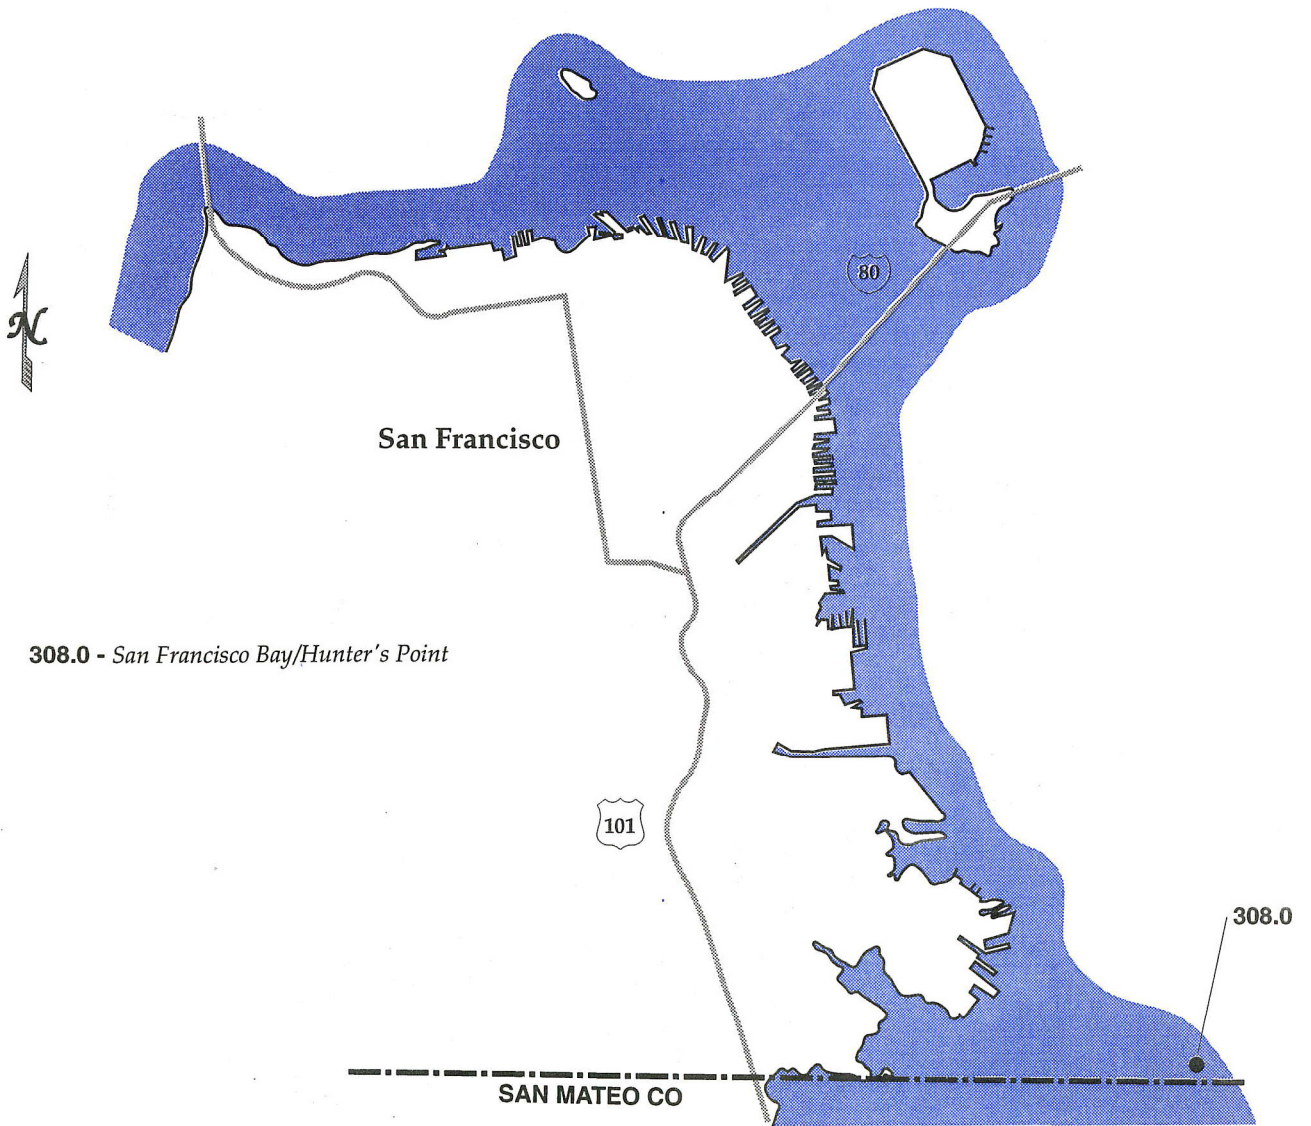 N
80
San Francisco
308.0 - San Francisco Bay/Hunter's Point
101
308.0
SAN MATEO CO